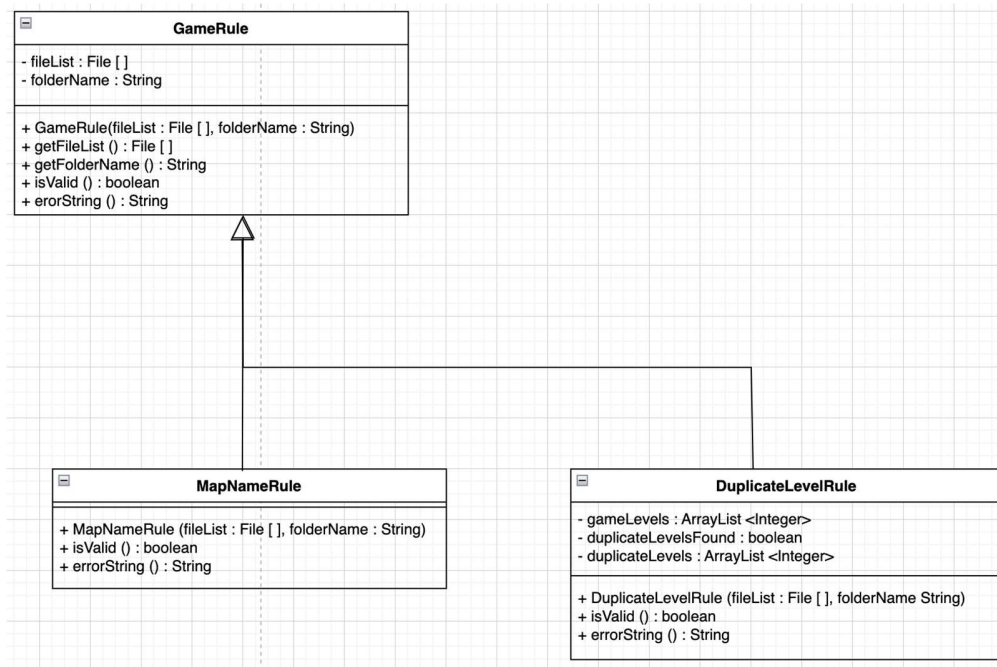 GameRule
- fileList : File [ ]
- folderName : String
+ GameRule(fileList : File [ ], folderName : String)
+ getFileList () : File [ ]
+ getFolderName () : String
+ isValid () : boolean
+ erorString () : String
MapNameRule
+ MapNameRule (fileList : File [ ], folderName : String)
+ isValid () : boolean
+ errorString () : String
DuplicateLevelRule
- gameLevels : ArrayList <Integer>
- duplicateLevelsFound : boolean
- duplicateLevels : ArrayList <Integer>
+ DuplicateLevelRule (fileList : File [ ], folderName String)
+ isValid () : boolean
+ errorString () : String